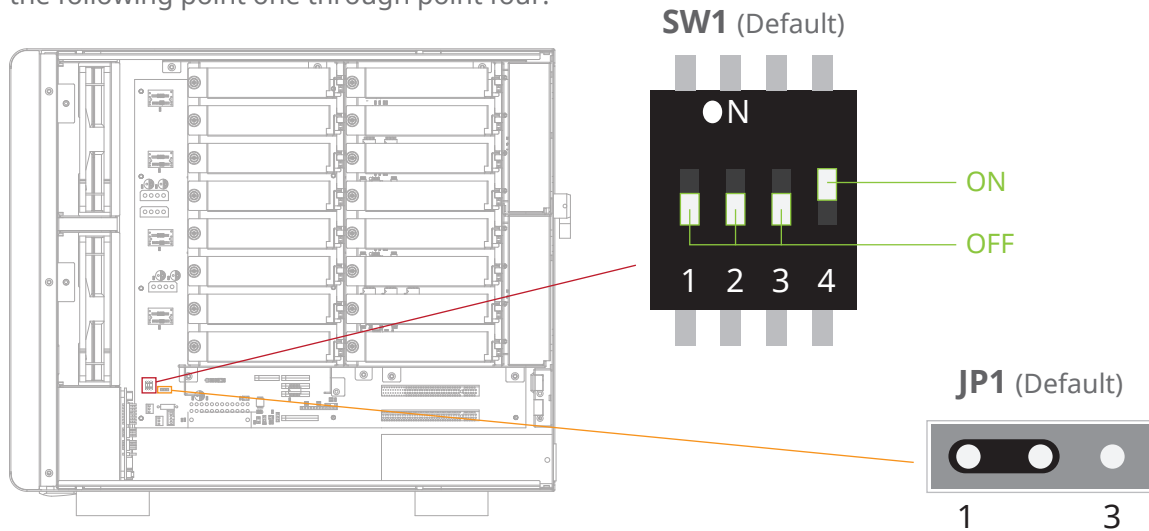 the following point one through point four:
SW1 (Default)
ON
ON
OFF
1 2 3 4
JP1 (Default)
1 3